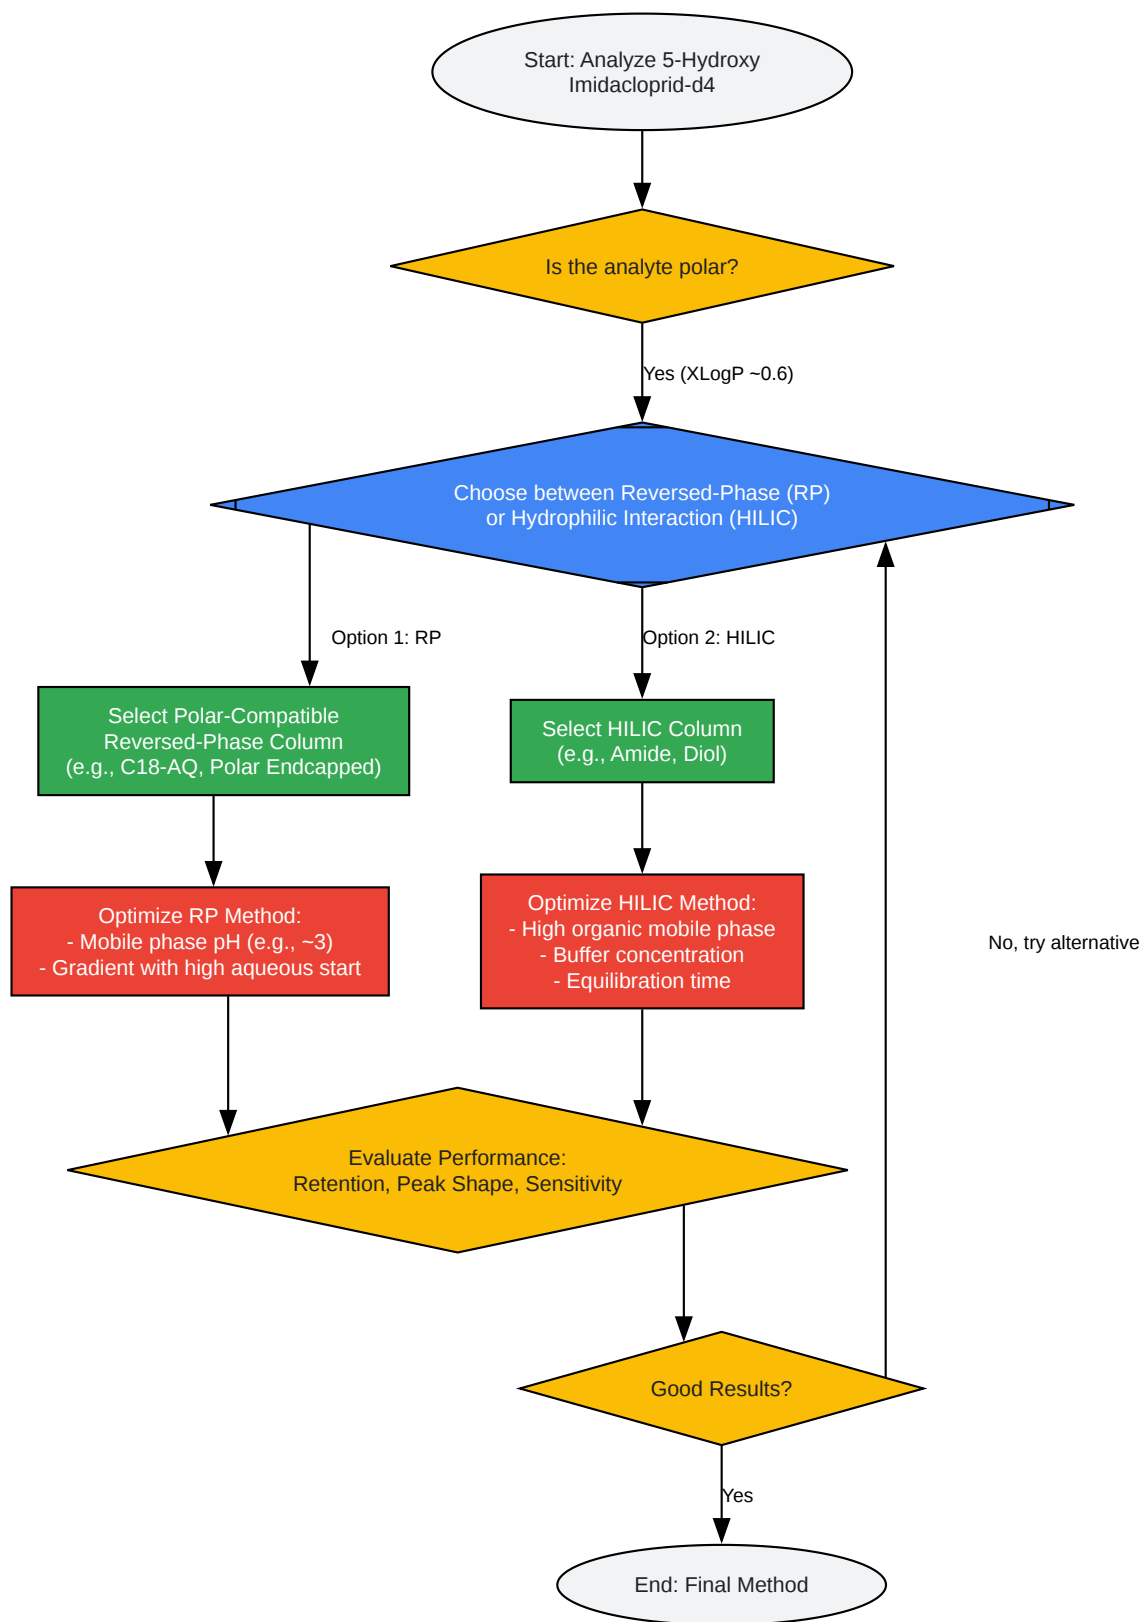 Start: Analyze 5-Hydroxy
Imidacloprid-d4
Is the analyte polar?
Yes (XLogP ~0.6)
Choose between Reversed-Phase (RP)
or Hydrophilic Interaction (HILIC)
Option 1: RP
Option 2: HILIC
Select Polar-Compatible
Reversed-Phase Column
(e.g., C18-AQ, Polar Endcapped)
Select HILIC Column
(e.g., Amide, Diol)
Optimize RP Method:
- Mobile phase pH (e.g., ~3)
- Gradient with high aqueous start
Optimize HILIC Method:
- High organic mobile phase
- Buffer concentration
- Equilibration time
No, try alternative
Evaluate Performance:
Retention, Peak Shape, Sensitivity
Good Results?
Yes
End: Final Method